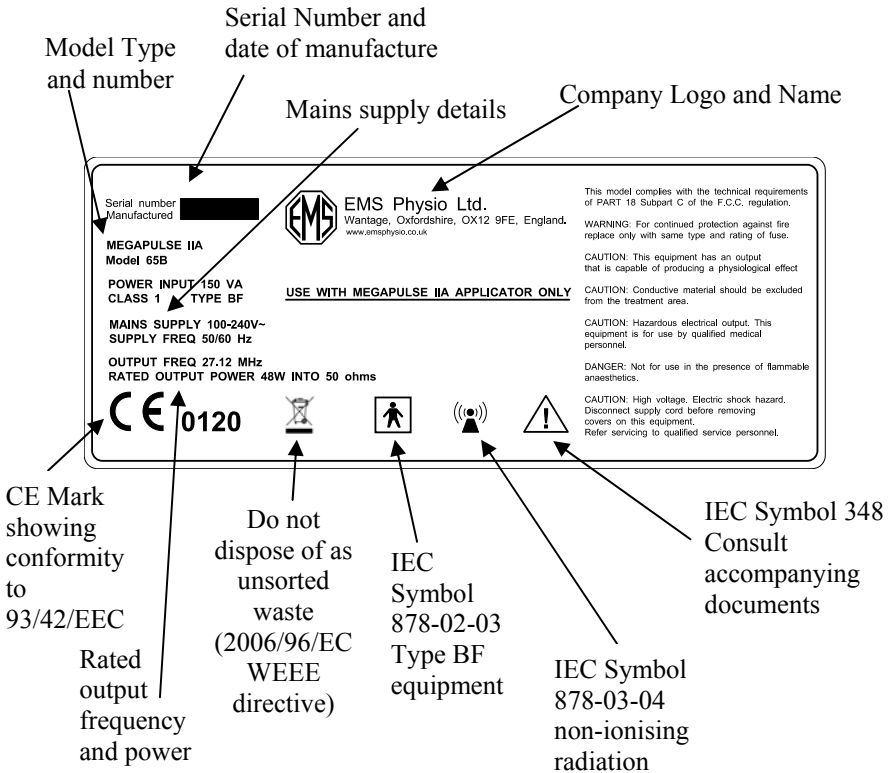 Serial Number and
date of manufacture
Model Type
and number
Mains supply details
Company Logo and Name
Serial number
Manufactured
MEGAPULSE IIA
Model 65B
POWER INPUT 150 VA
CLASS 1 TYPE BF
MAINS SUPPLY 100-240V~
SUPPLY FREQ 50/60 Hz
OUTPUT FREQ 27.12 MHz
RATED OUTPUT POWER 48W INTO 50 ohms
CE 0120
EMS
EMS Physio Ltd.
Wantage, Oxfordshire, OX12 9FE, England.
www.emsphysio.co.uk
USE WITH MEGAPULSE IIA APPLICATOR ONLY
This model complies with the technical requirements
of PART 18 Subpart C of the F.C.C. regulation.
WARNING: For continued protection against fire
replace only with same type and rating of fuse.
CAUTION: This equipment has an output
that is capable of producing a physiological effect
CAUTION: Conductive material should be excluded
from the treatment area.
CAUTION: Hazardous electrical output. This
equipment is for use by qualified medical
personnel.
DANGER: Not for use in the presence of flammable
anaesthetics.
CAUTION: High voltage. Electric shock hazard.
Disconnect supply cord before removing
covers on this equipment.
Refer servicing to qualified service personnel.
CE Mark
showing
conformity
to
93/42/EEC
Rated
output
frequency
and power
Do not
dispose of as
unsorted
waste
(2006/96/EC
WEEE
directive)
IEC
Symbol
878-02-03
Type BF
equipment
IEC Symbol
878-03-04
non-ionising
radiation
IEC Symbol 348
Consult
accompanying
documents